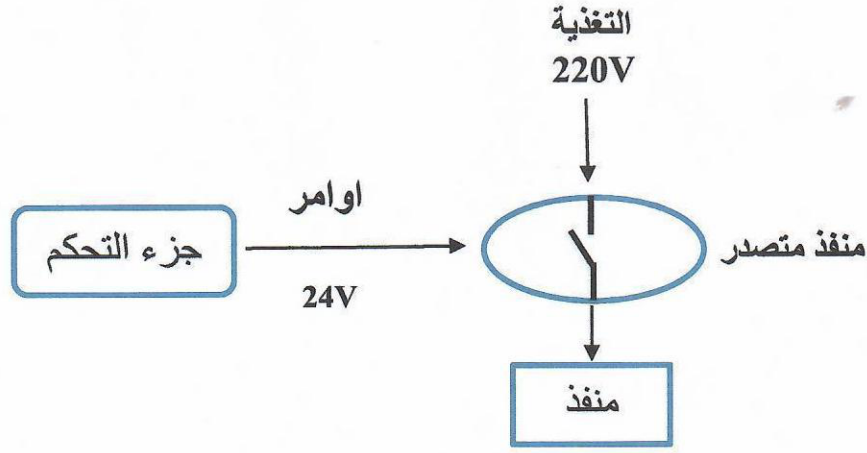 التغذية
220V
اوامر
جزء التحكم
24V
منفذ متصدر
منفذ